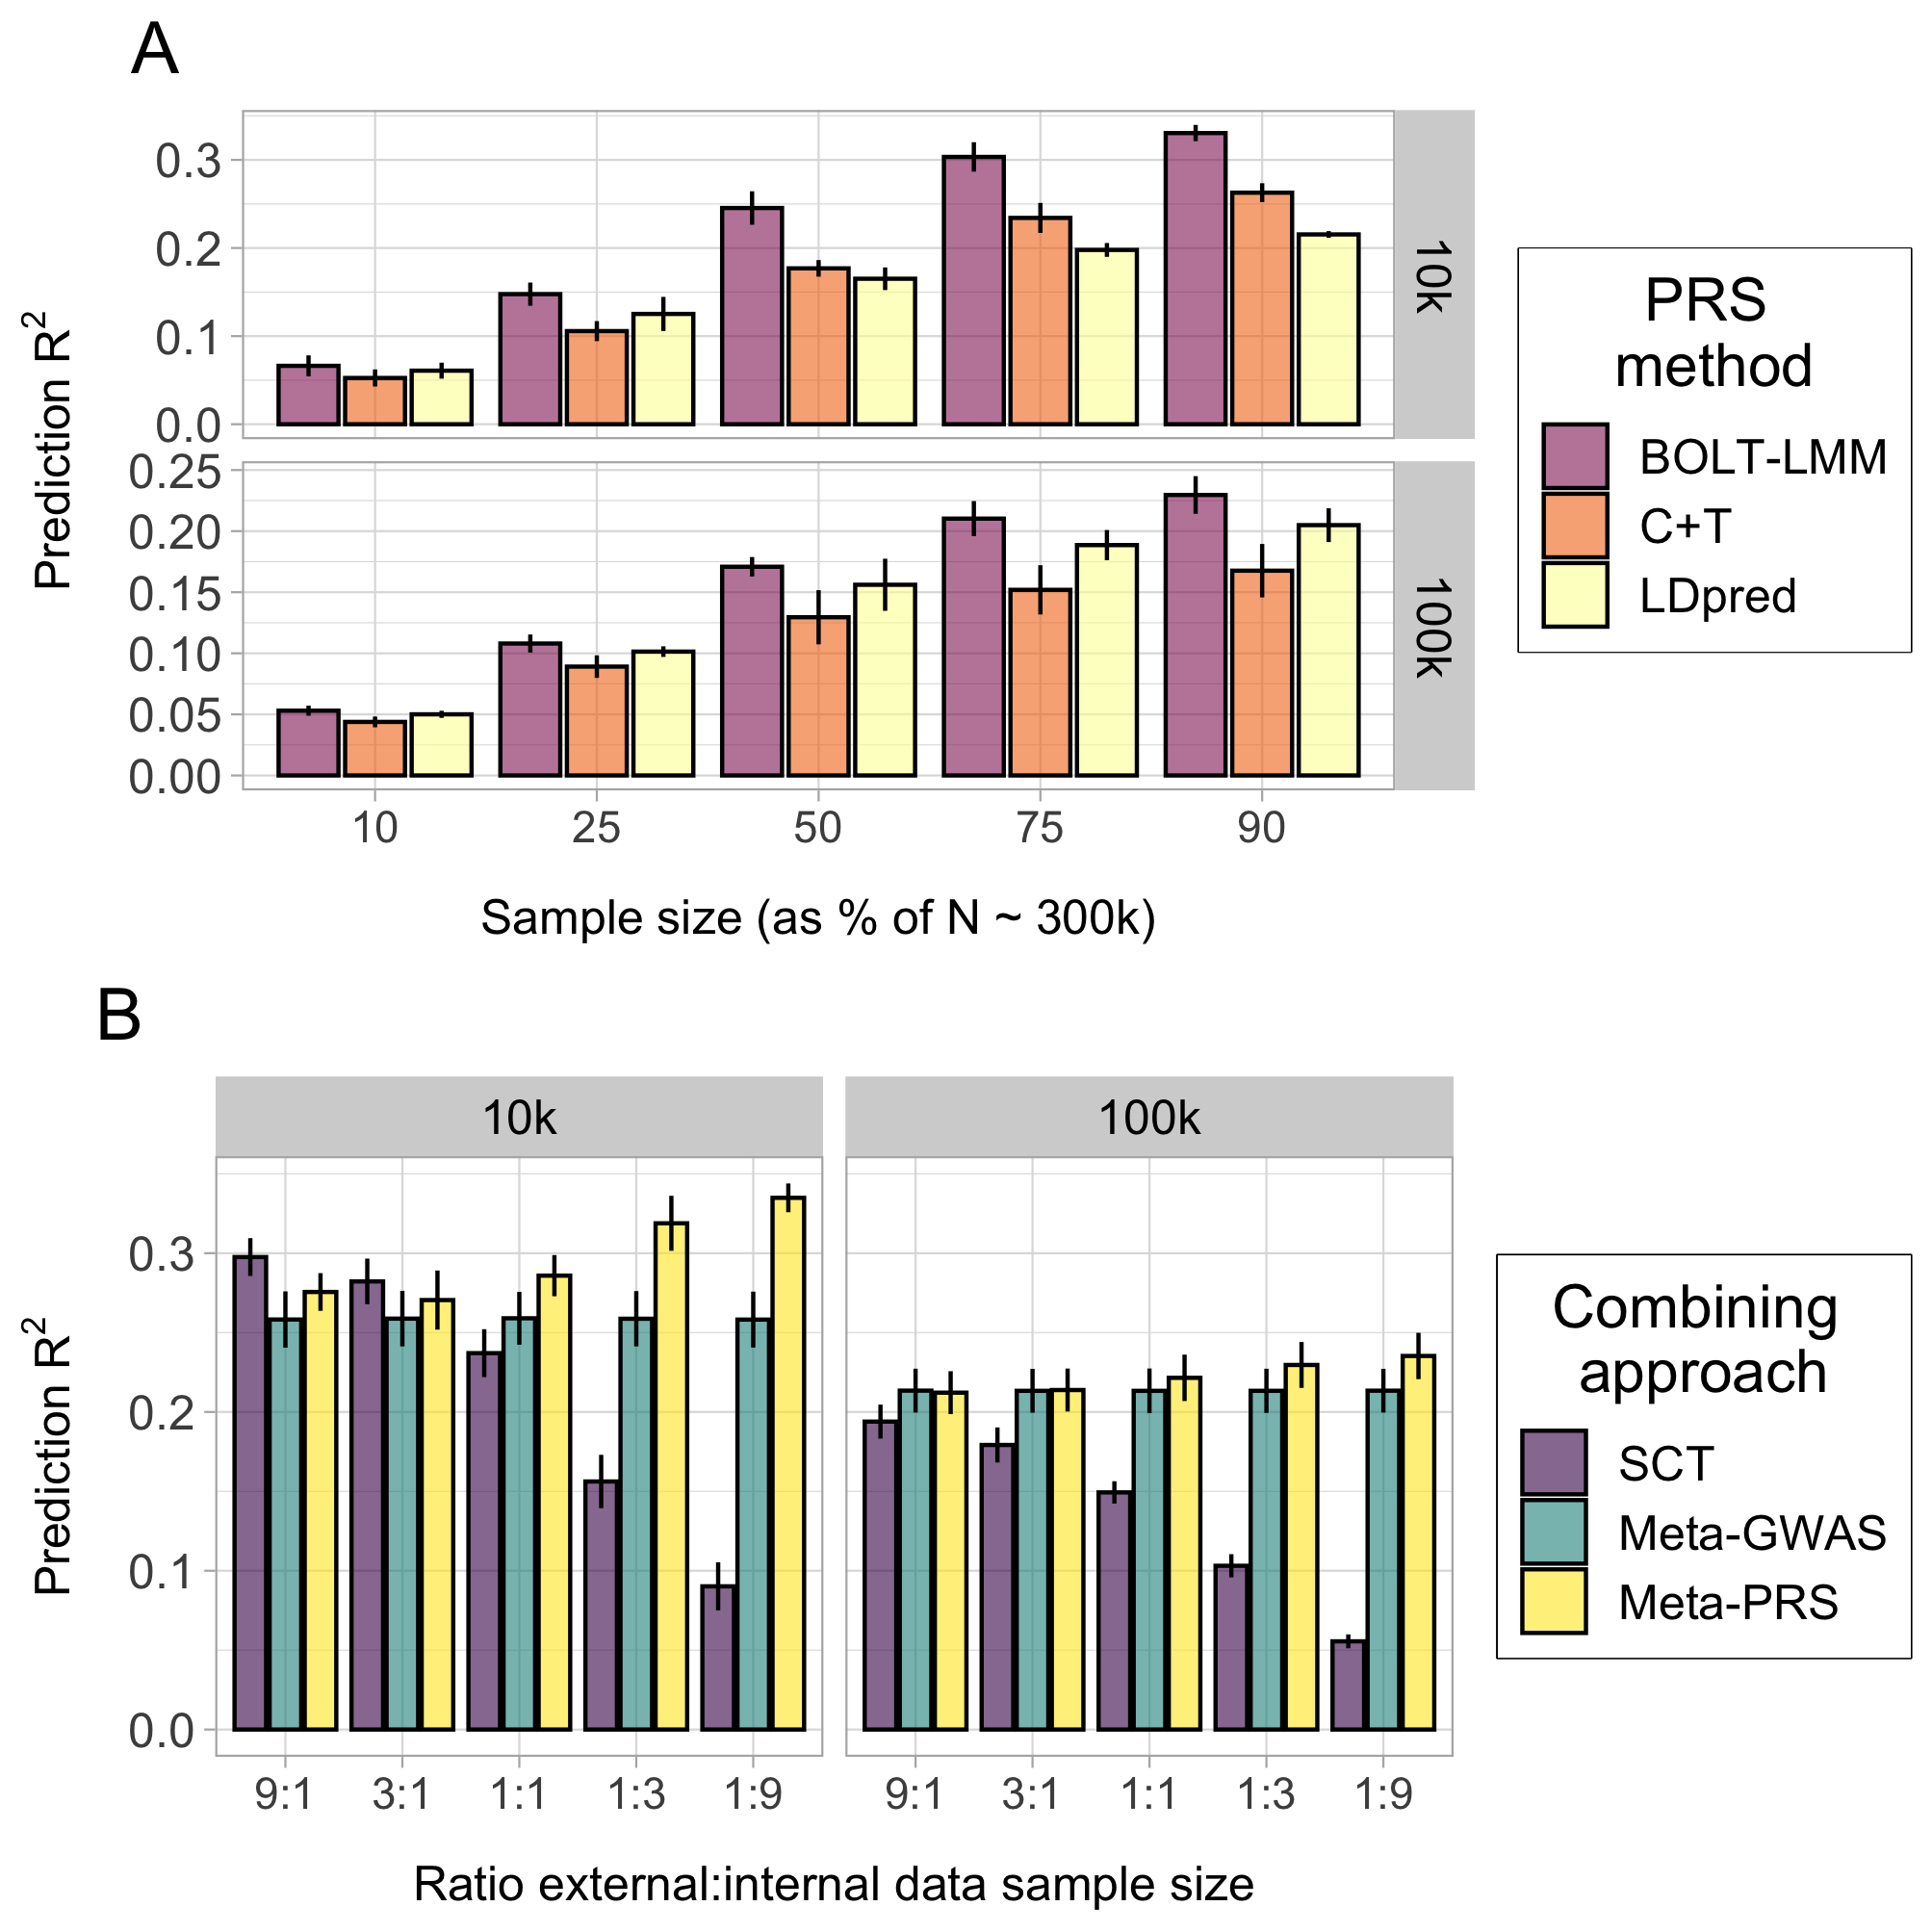 A
Prediction R²
0.3
0.2
0.1
0.0
10k
0.25
0.20
0.15
0.10
0.05
0.00
100k
10 25 50 75 90
Sample size (as % of N ~ 300k)
PRS
method
BOLT-LMM
C+T
LDpred
B
10k 100k
Prediction R²
0.3
0.2
0.1
0.0
9:1 3:1 1:1 1:3 1:9 9:1 3:1 1:1 1:3 1:9
Ratio external:internal data sample size
Combining
approach
SCT
Meta-GWAS
Meta-PRS